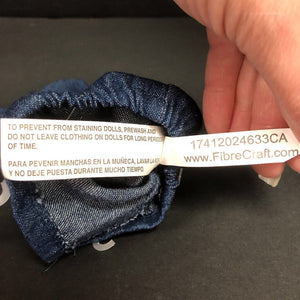 TO PREVENT FROM STAINING DOLLS, PREWASH AND
DO NOT LEAVE CLOTHING ON DOLLS FOR LONG PERIODS
OF TIME.
PARA PEVENIR MANCHAS EN LA MUÑECA, LAVAR LA
Y NO DEJE PUESTA DURANTE MUCHO TIEMPO
17412024633CA
www.FibreCraft.com